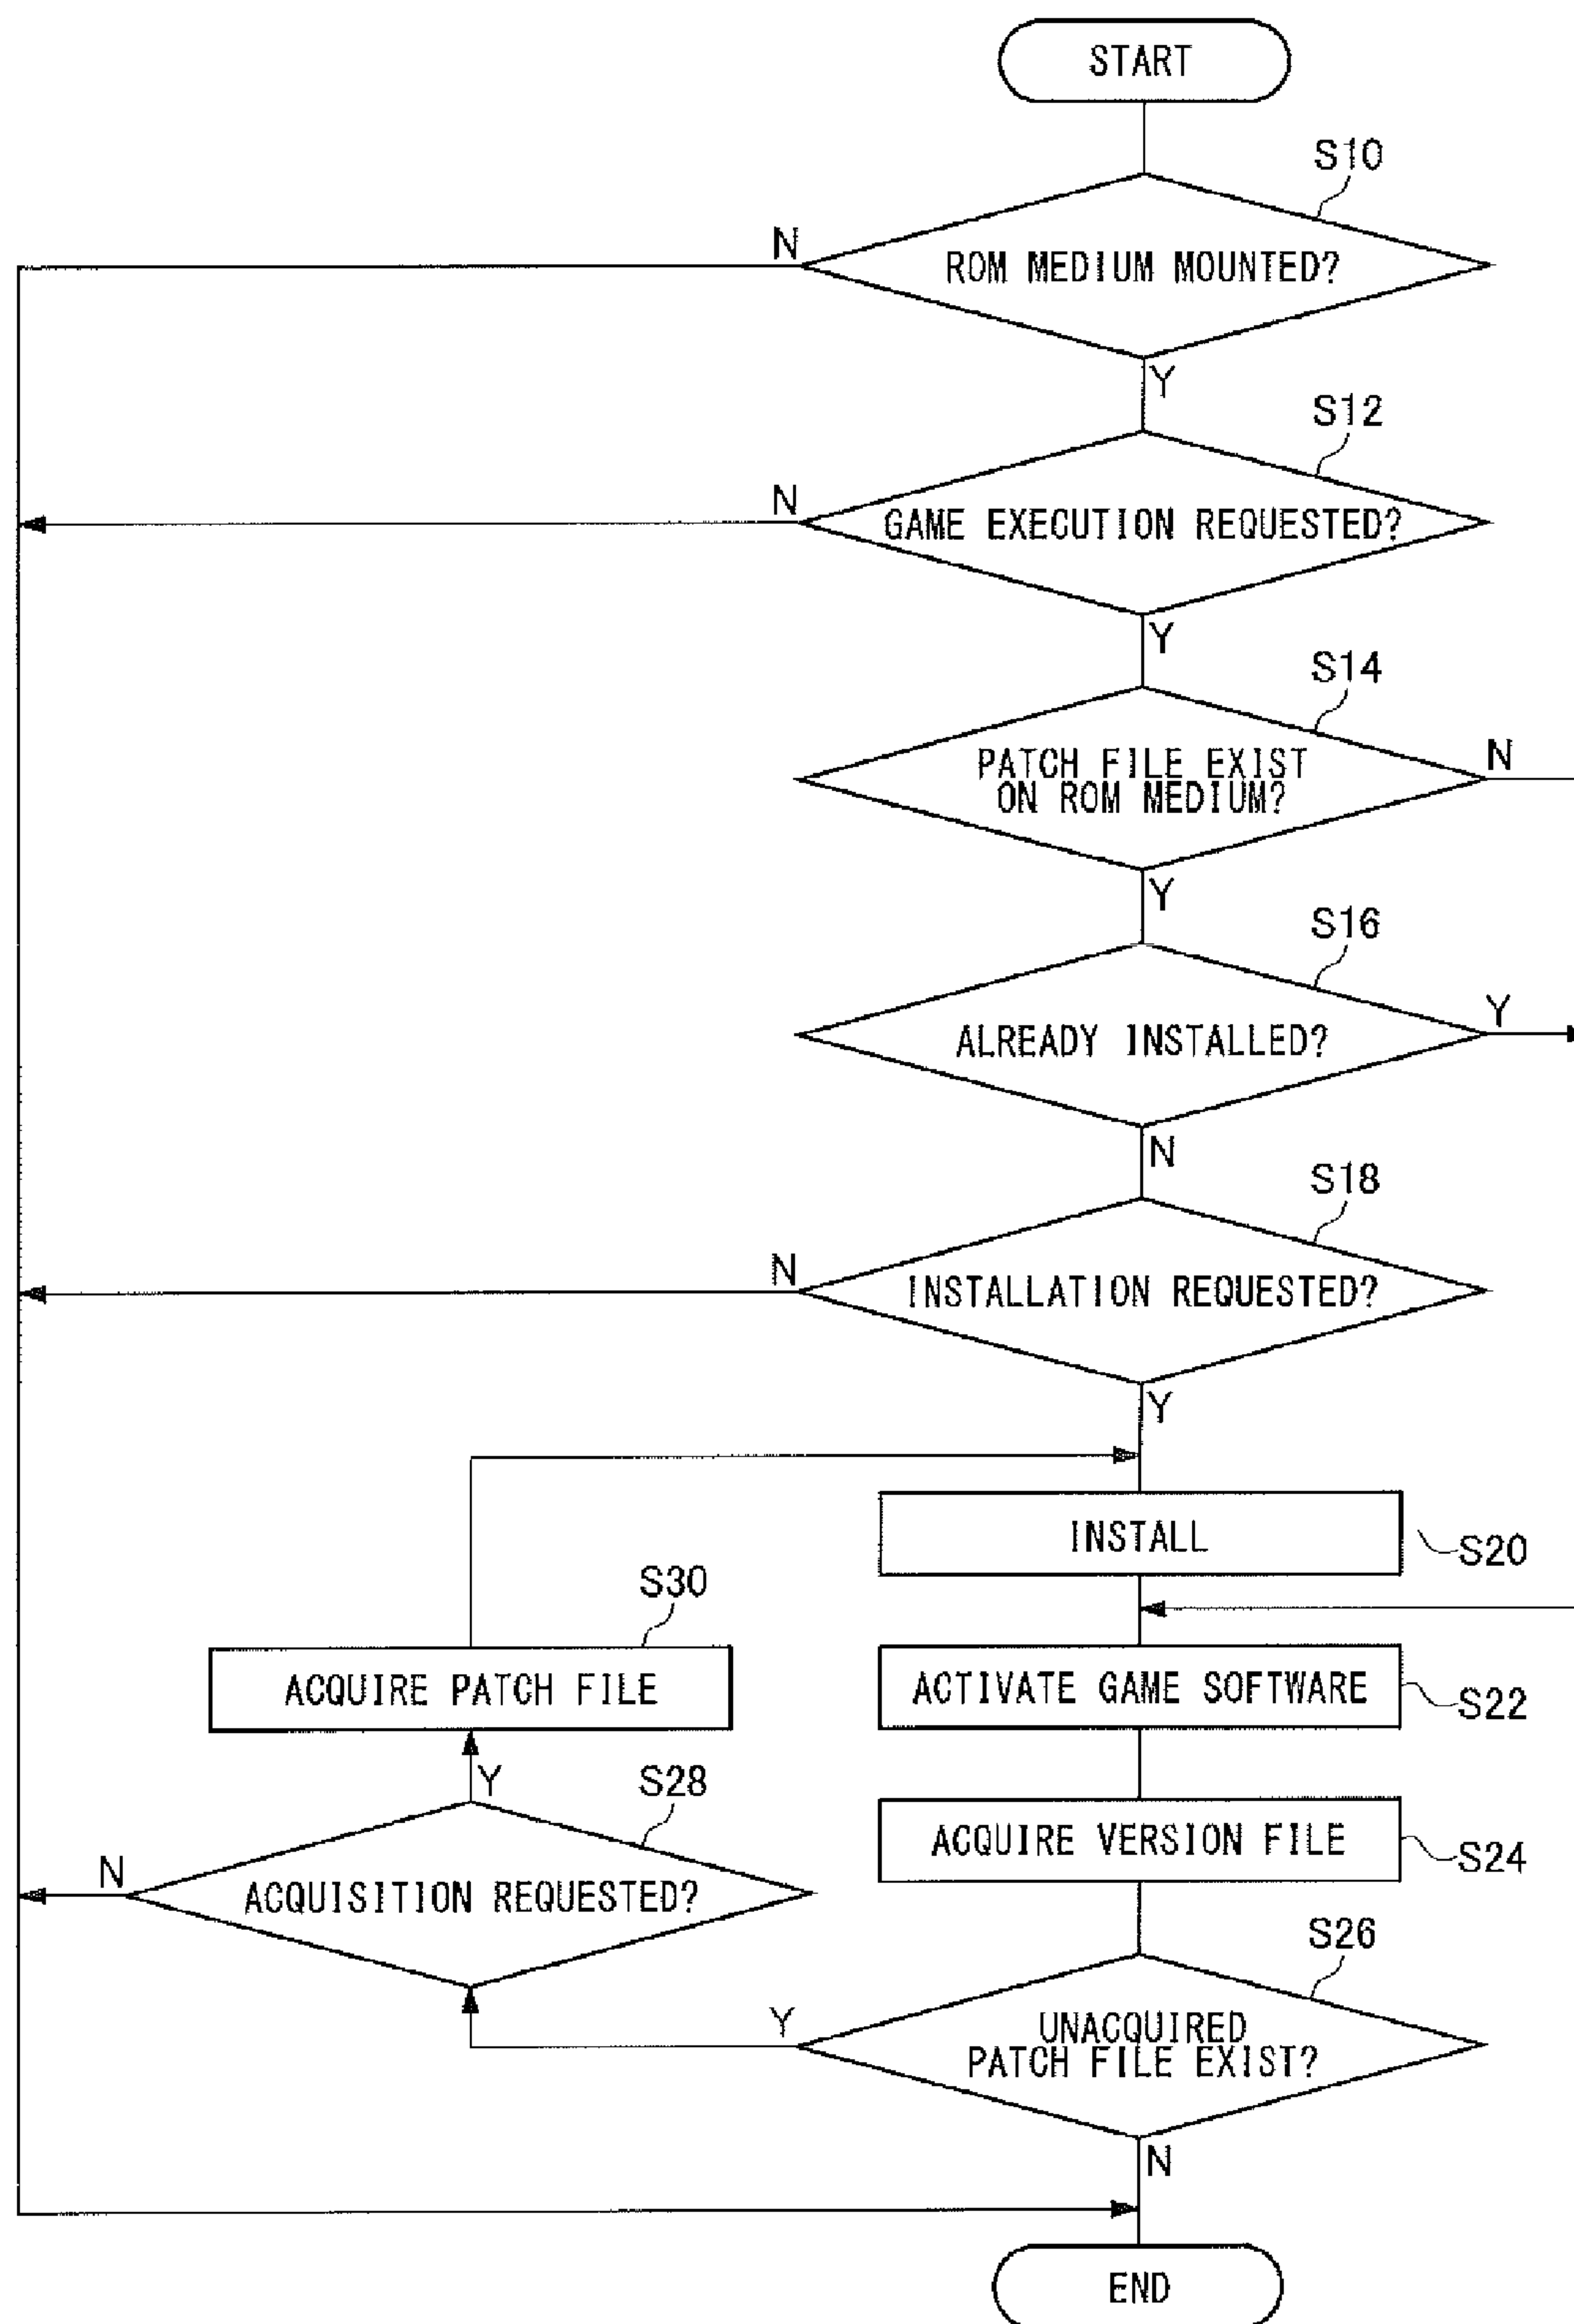 START
S10
N
ROM MEDIUM MOUNTED?
Y
S12
N
GAME EXECUTION REQUESTED?
Y
S14
PATCH FILE EXIST
ON ROM MEDIUM?
N
Y
S16
ALREADY INSTALLED?
Y
N
S18
N
INSTALLATION REQUESTED?
Y
INSTALL
S20
S30
ACQUIRE PATCH FILE
ACTIVATE GAME SOFTWARE
S22
Y
S28
N
ACQUISITION REQUESTED?
ACQUIRE VERSION FILE
S24
S26
Y
UNACQUIRED
PATCH FILE EXIST?
N
END